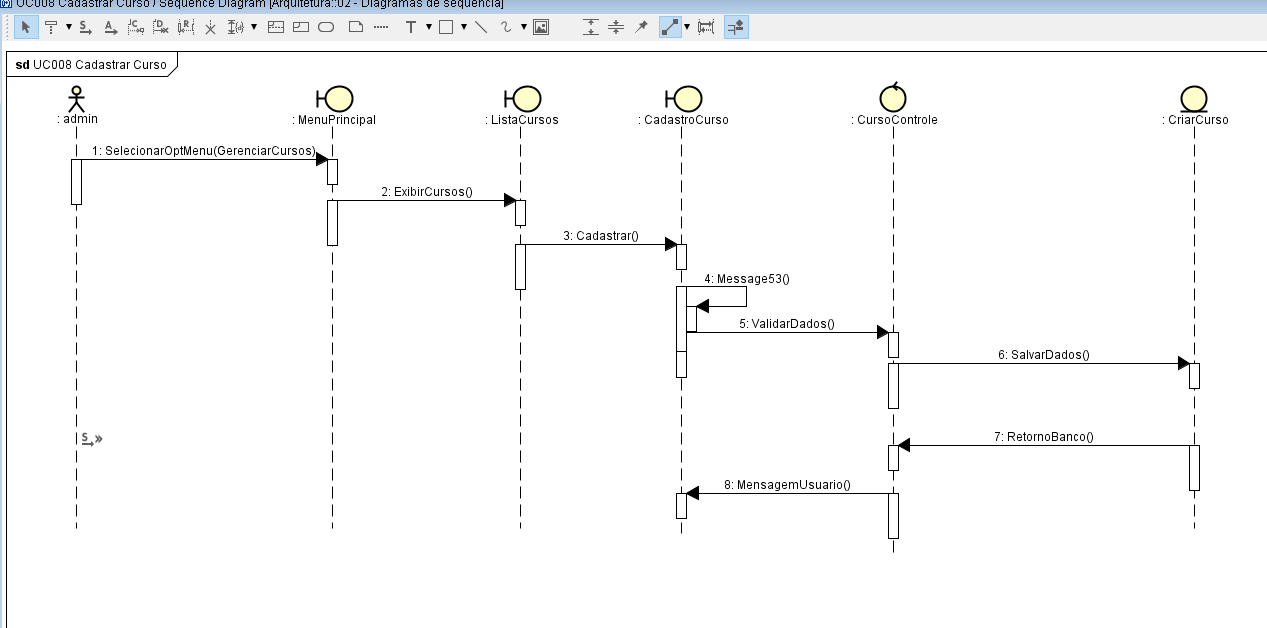 UC008 Cadastrar Curso / Sequence Diagram [Arquitetura::02 - Diagramas de sequencia]
sd UC008 Cadastrar Curso
: admin
: MenuPrincipal
: ListaCursos
: CadastroCurso
: CursoControle
: CriarCurso
1: SelecionarOptMenu(GerenciarCursos)
2: ExibirCursos()
3: Cadastrar()
4: Message53()
5: ValidarDados()
6: SalvarDados()
7: RetornoBanco()
8: MensagemUsuario()